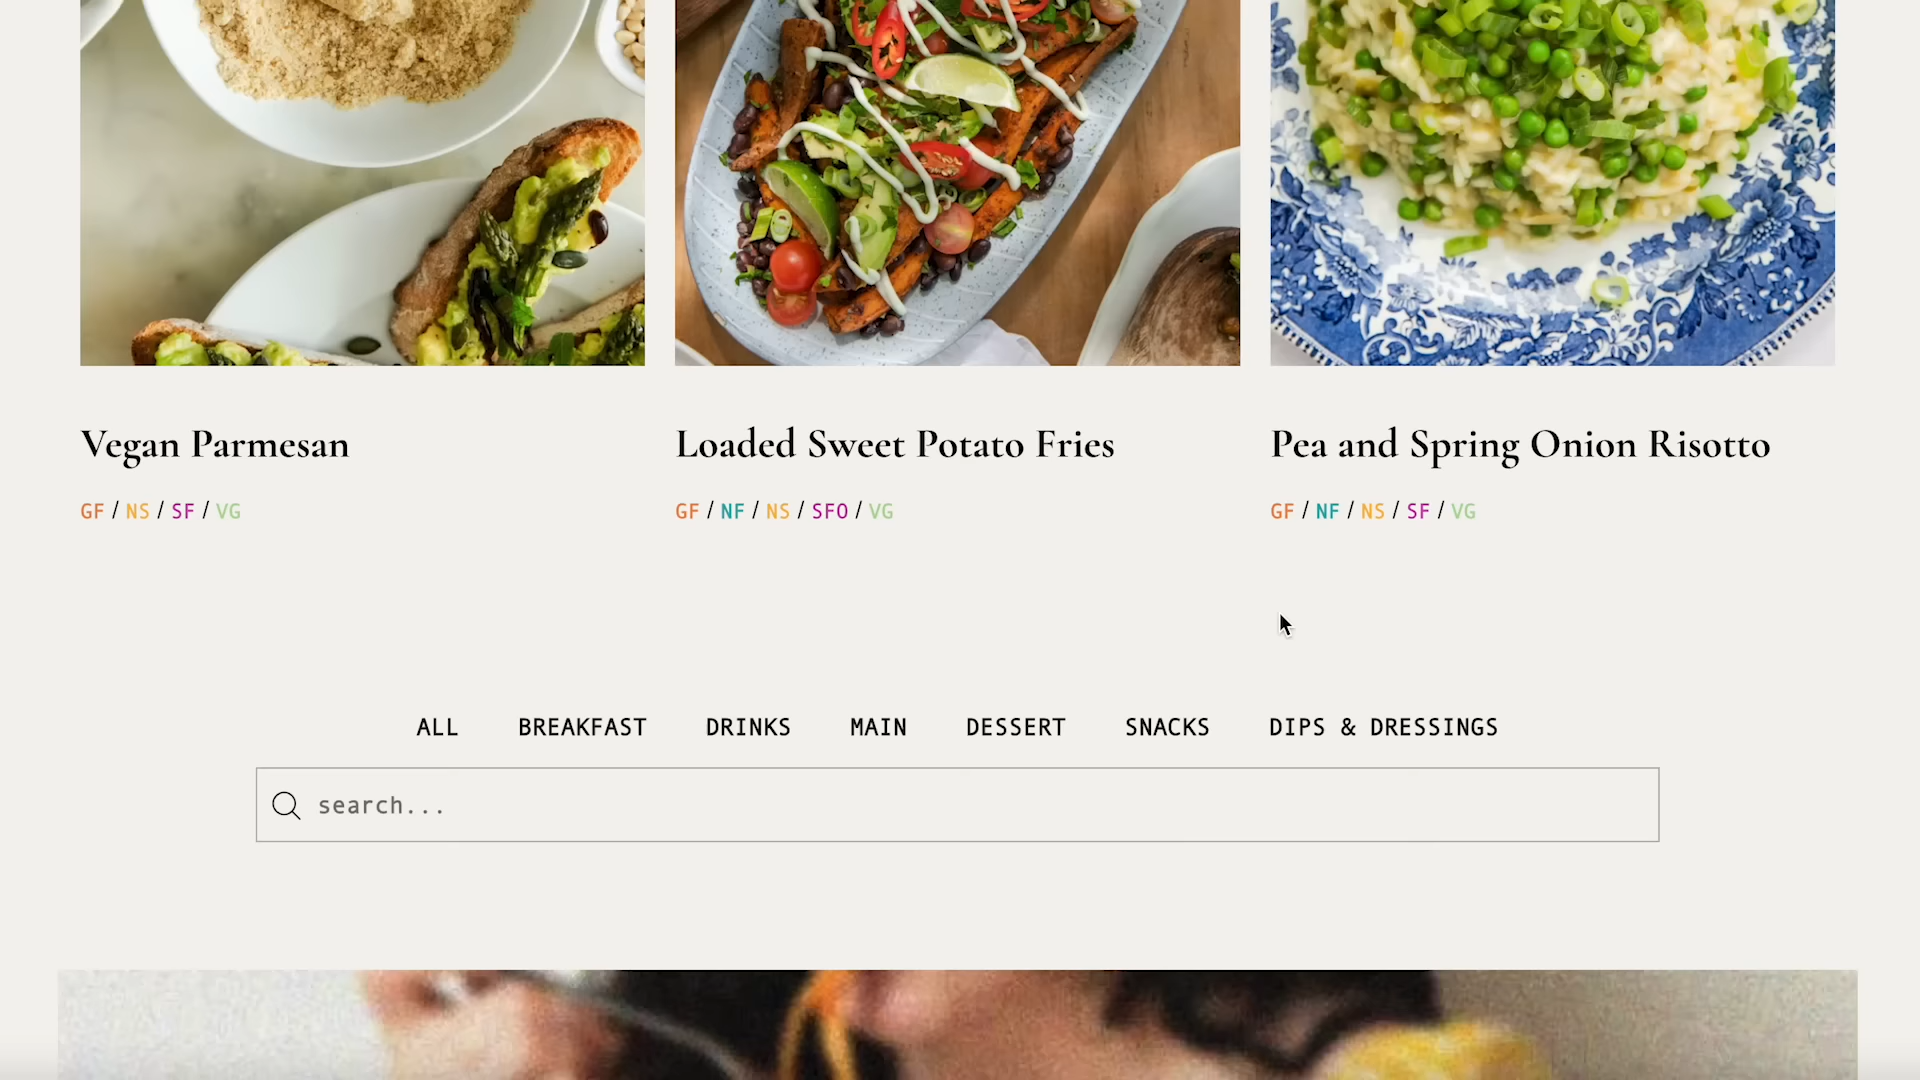 Vegan Parmesan
GF / NS / SF / VG
Loaded Sweet Potato Fries
GF / NF / NS / SFO / VG
Pea and Spring Onion Risotto
GF / NF / NS / SF / VG
ALL BREAKFAST DRINKS MAIN DESSERT SNACKS DIPS & DRESSINGS
search...